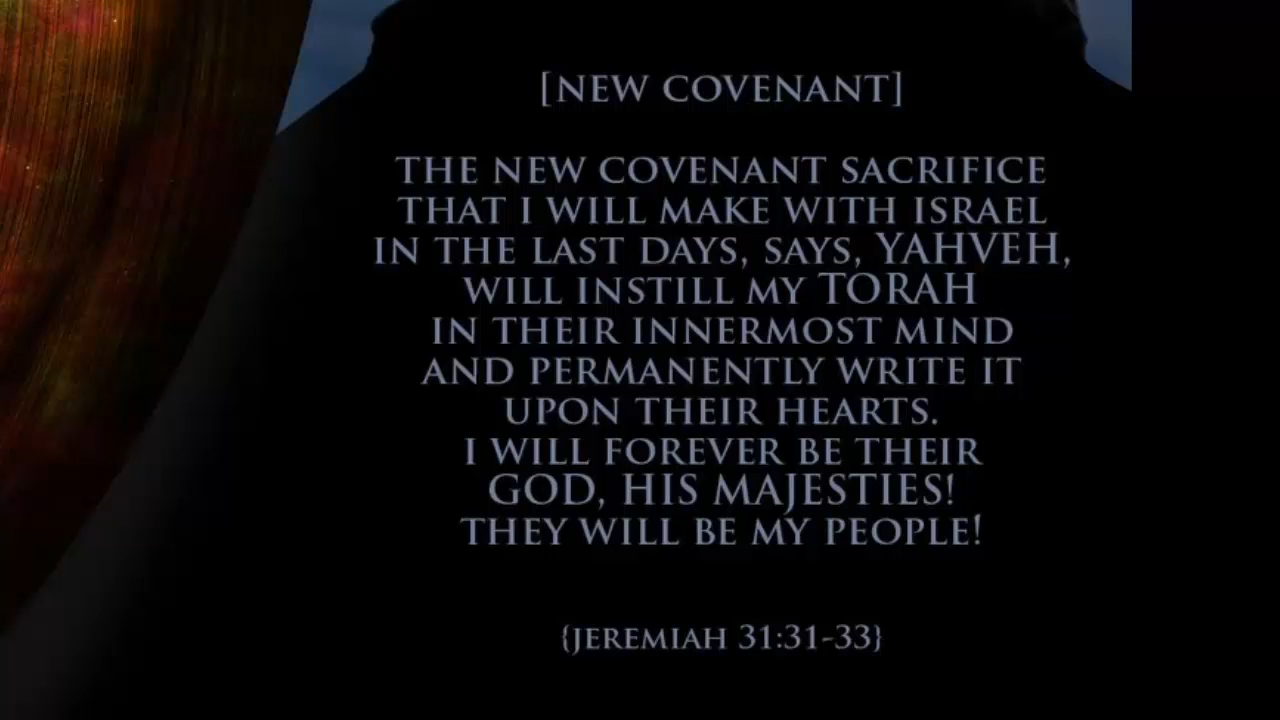 [NEW COVENANT]
THE NEW COVENANT SACRIFICE
THAT I WILL MAKE WITH ISRAEL
IN THE LAST DAYS, SAYS, YAHVEH,
WILL INSTILL MY TORAH
IN THEIR INNERMOST MIND
AND PERMANENTLY WRITE IT
UPON THEIR HEARTS.
I WILL FOREVER BE THEIR
GOD, HIS MAJESTIES!
THEY WILL BE MY PEOPLE!
{JEREMIAH 31:31-33}